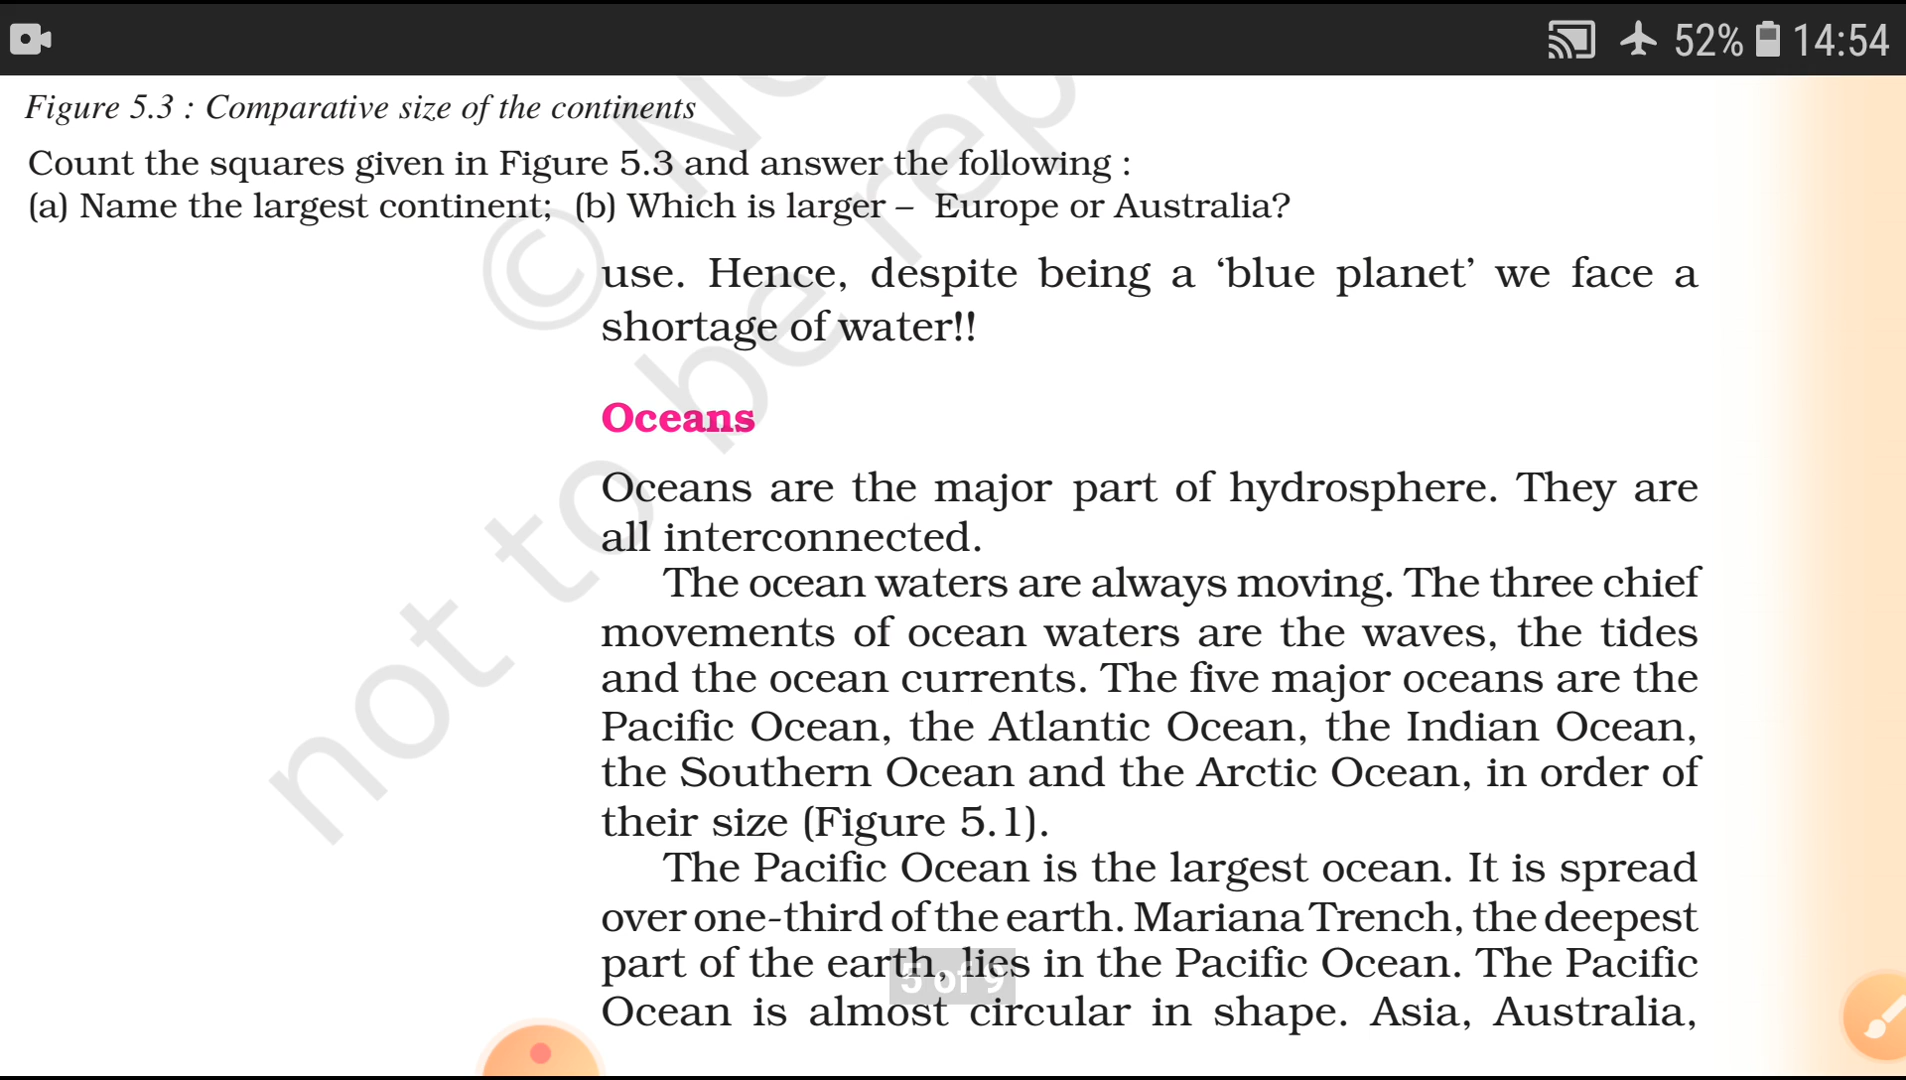 52% 14:54
Figure 5.3 : Comparative size of the continents
Count the squares given in Figure 5.3 and answer the following :
(a) Name the largest continent; (b) Which is larger – Europe or Australia?
use. Hence, despite being a ‘blue planet’ we face a
shortage of water!!
Oceans
Oceans are the major part of hydrosphere. They are
all interconnected.
The ocean waters are always moving. The three chief
movements of ocean waters are the waves, the tides
and the ocean currents. The five major oceans are the
Pacific Ocean, the Atlantic Ocean, the Indian Ocean,
the Southern Ocean and the Arctic Ocean, in order of
their size (Figure 5.1).
The Pacific Ocean is the largest ocean. It is spread
over one-third of the earth. Mariana Trench, the deepest
part of the earth, lies in the Pacific Ocean. The Pacific
Ocean is almost circular in shape. Asia, Australia,
5 of 9
© N
not to be rep